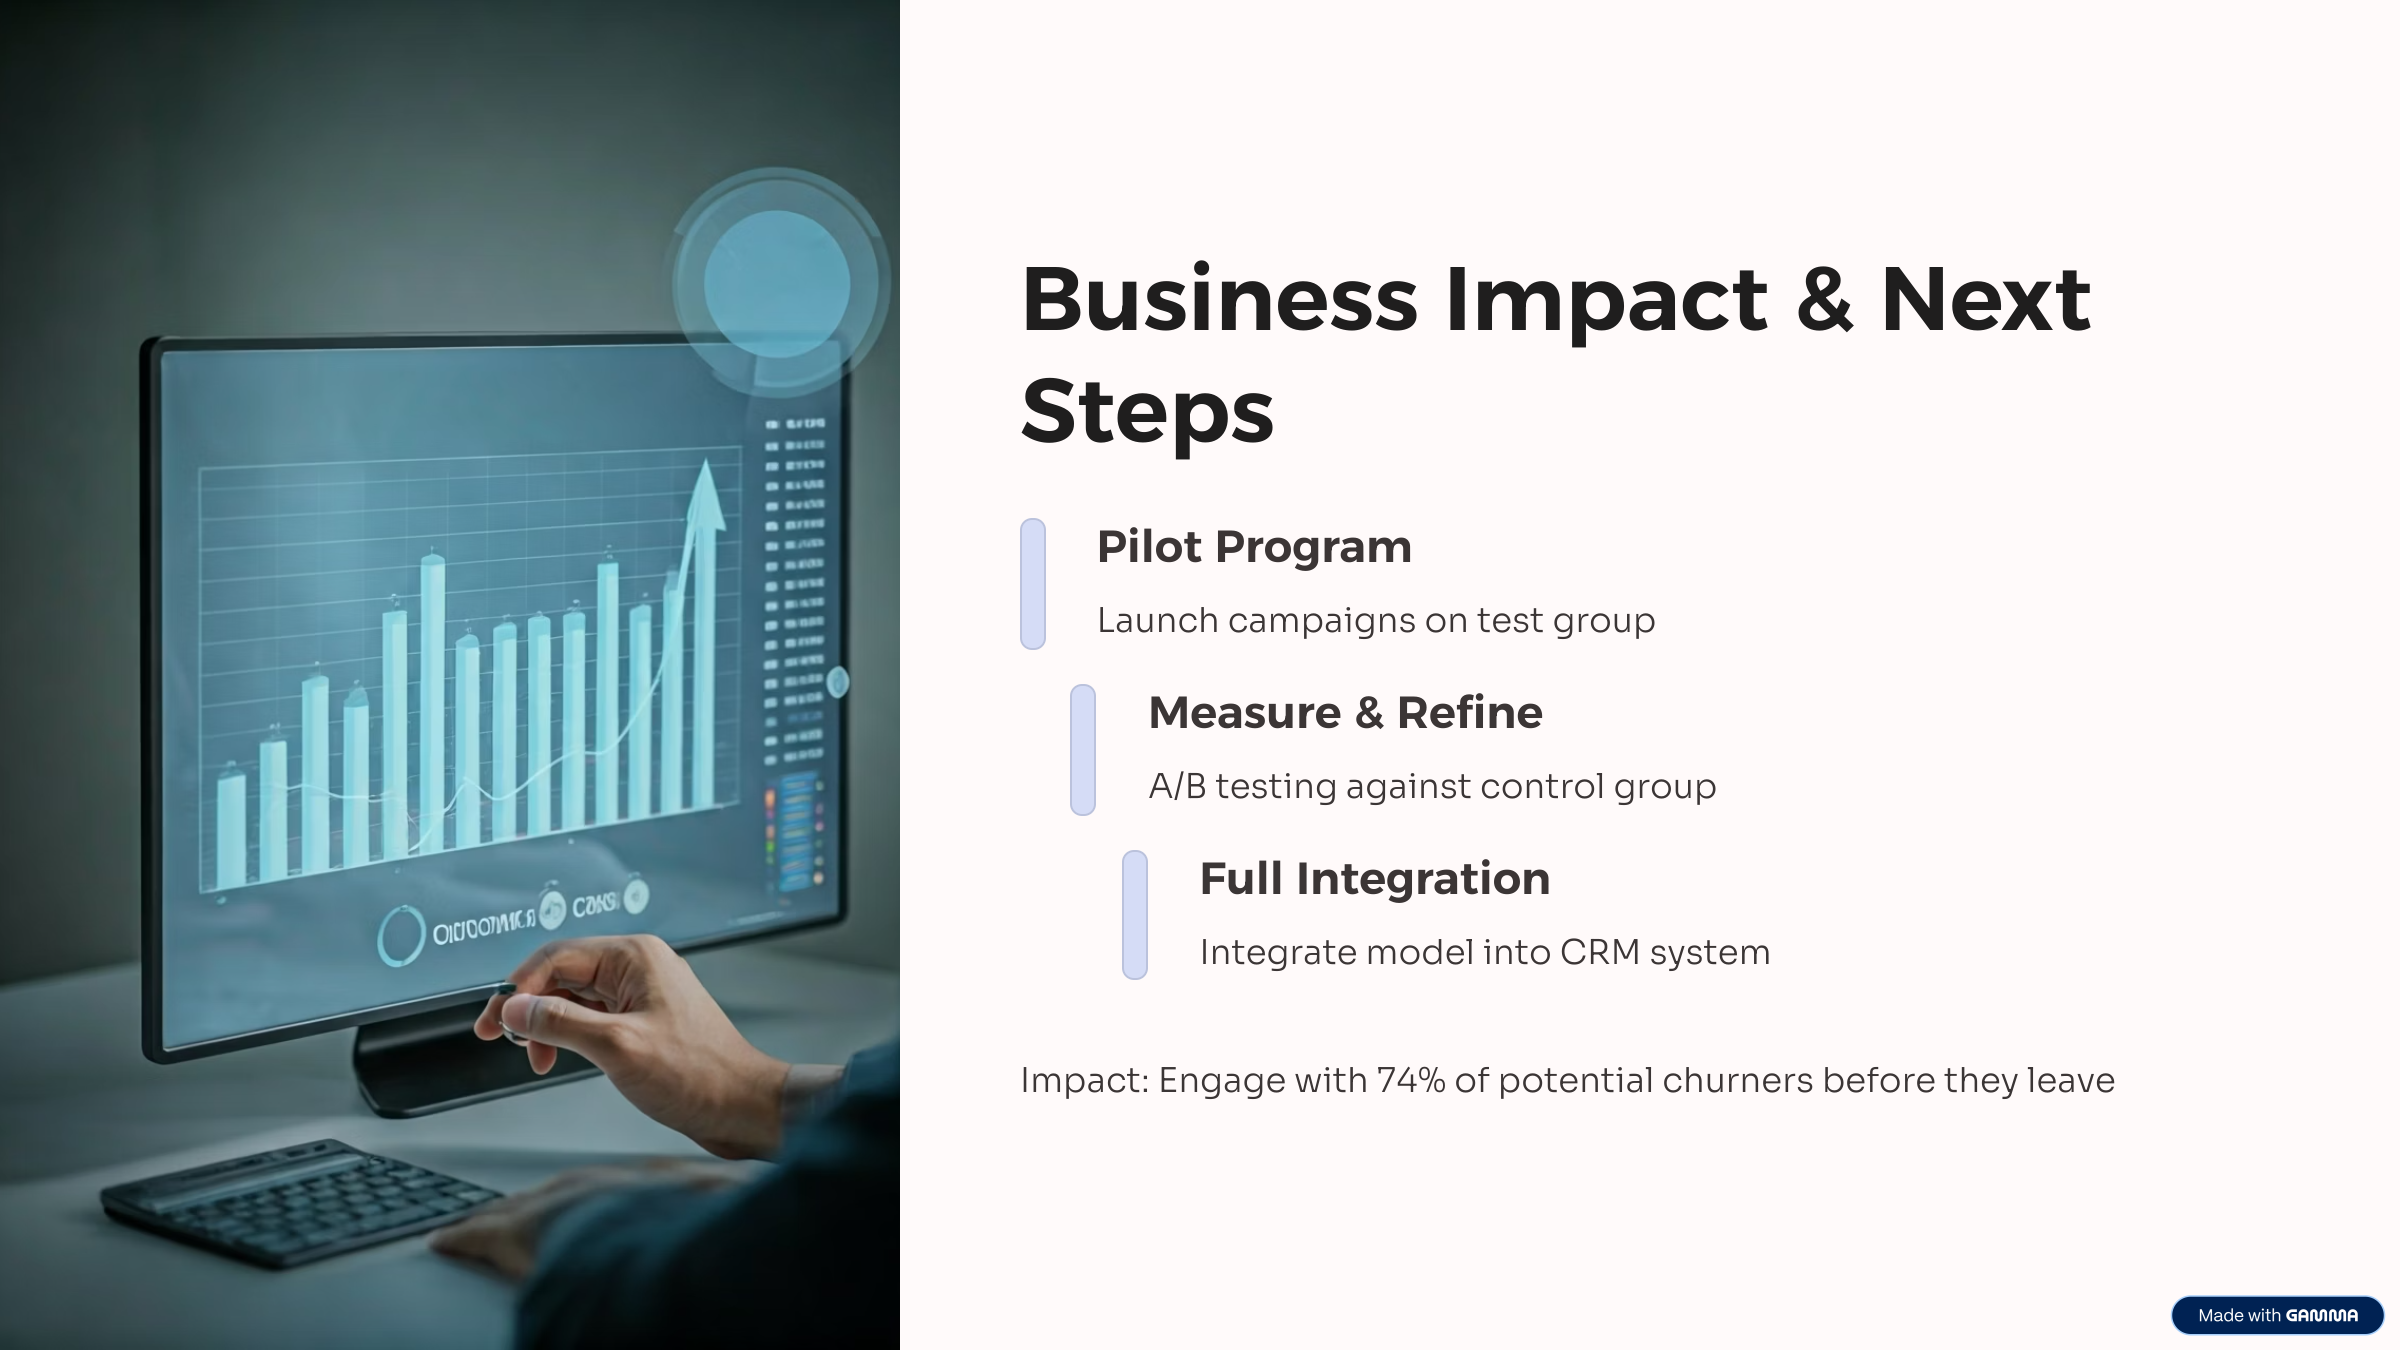 Business Impact & Next
Steps
Pilot Program
Launch campaigns on test group
Measure & Refine
A/B testing against control group
Full Integration
Integrate model into CRM system
Impact: Engage with 74% of potential churners before they leave
Made with GAMMA